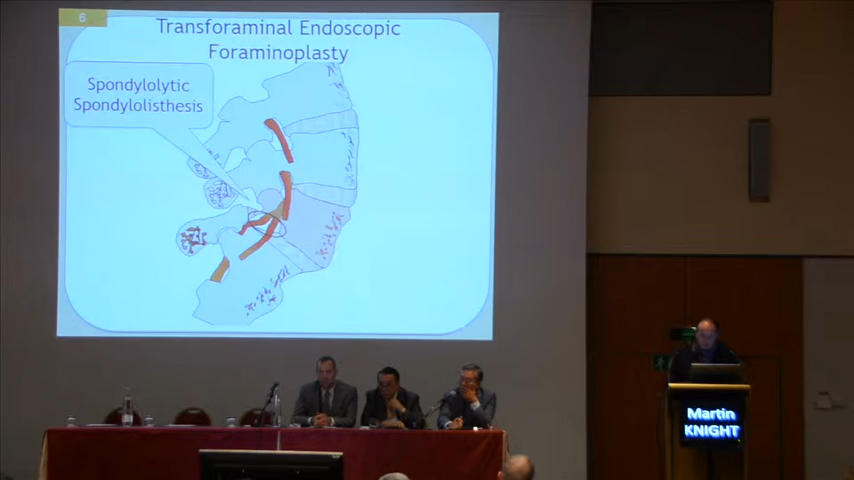 6
Transforaminal Endoscopic
Foraminoplasty
Spondylolytic
Spondylolisthesis
Martin
KNIGHT